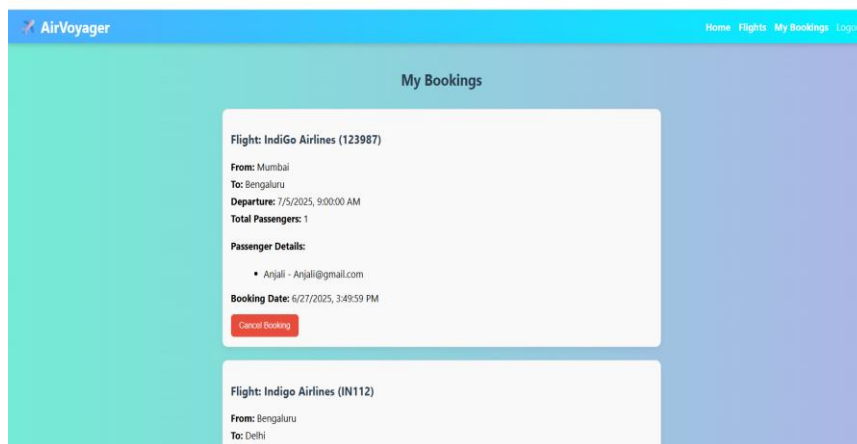 AirVoyager
Home Flights My Bookings
My Bookings
Flight: IndiGo Airlines (123987)
From: Mumbai
To: Bengaluru
Departure: 7/5/2025, 9:00:00 AM
Total Passengers: 1
Passenger Details:
• Anjali - Anjali@gmail.com
Booking Date: 6/27/2025, 3:49:59 PM
Cancel Booking
Flight: Indigo Airlines (IN112)
From: Bengaluru
To: Delhi